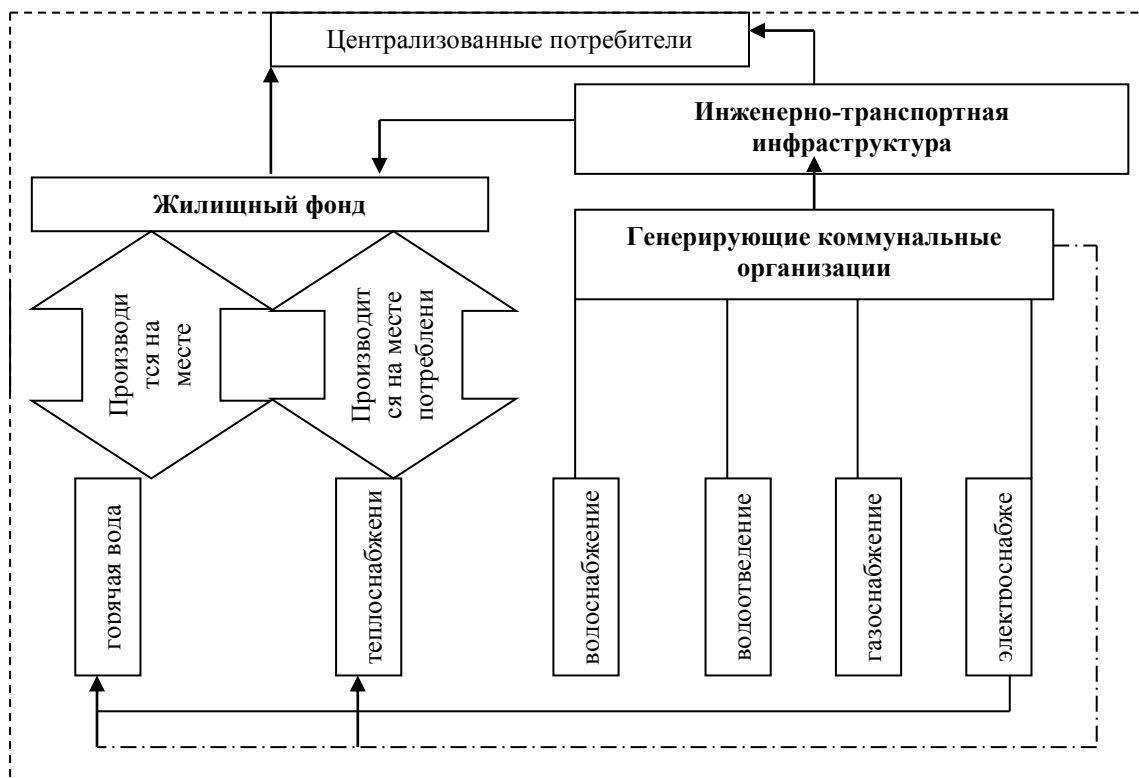 Централизованные потребители
Инженерно-транспортная
инфраструктура
Жилищный фонд
Генерирующие коммунальные
организации
Производи
тся на
месте
Производит
ся на месте
потреблени
горячая вода
теплоснабжени
водоснабжение
водоотведение
газоснабжение
электроснабже